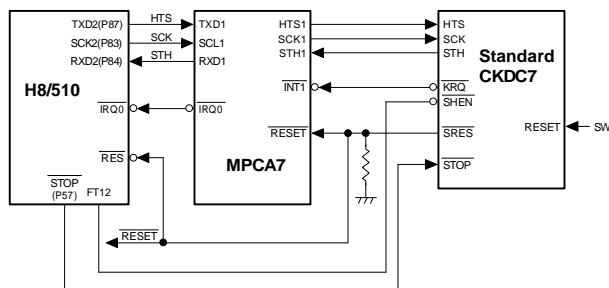 TXD2(P87) HTS TXD1 HTS1 HTS
SCK2(P83) SCK SCL1 SCK1 SCK
RXD2(P84) STH RXD1 STH1 STH
Standard
CKDC7
H8/510
INT1 KRQ
IRQ0 IRQ0 SHEN
RESET SRES RESET SW
RES
MPCA7 STOP
STOP
(P57) FT12
RESET